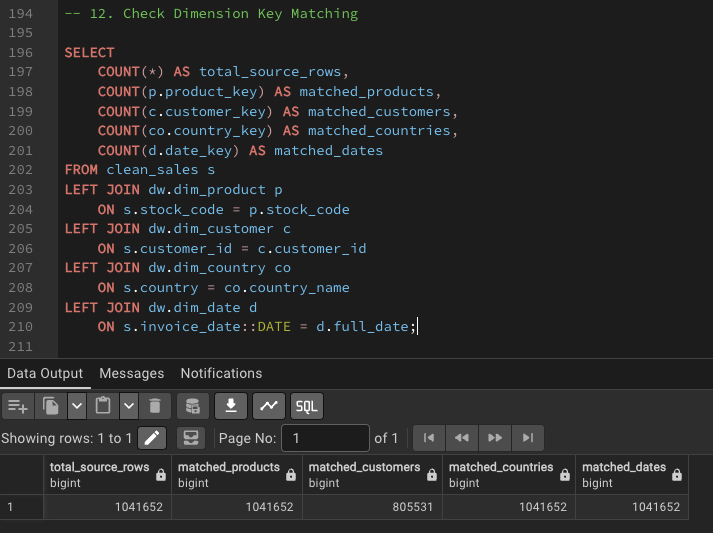 194 -- 12. Check Dimension Key Matching
195
196 SELECT
197 COUNT(*) AS total_source_rows,
198 COUNT(p.product_key) AS matched_products,
199 COUNT(c.customer_key) AS matched_customers,
200 COUNT(co.country_key) AS matched_countries,
201 COUNT(d.date_key) AS matched_dates
202 FROM clean_sales s
203 LEFT JOIN dw.dim_product p
204 ON s.stock_code = p.stock_code
205 LEFT JOIN dw.dim_customer c
206 ON s.customer_id = c.customer_id
207 LEFT JOIN dw.dim_country co
208 ON s.country = co.country_name
209 LEFT JOIN dw.dim_date d
210 ON s.invoice_date::DATE = d.full_date;
211
Data Output Messages Notifications
SQL
Showing rows: 1 to 1 Page No: 1 of 1
total_source_rows matched_products matched_customers matched_countries matched_dates
bigint bigint bigint bigint bigint
1 1041652 1041652 805531 1041652 1041652